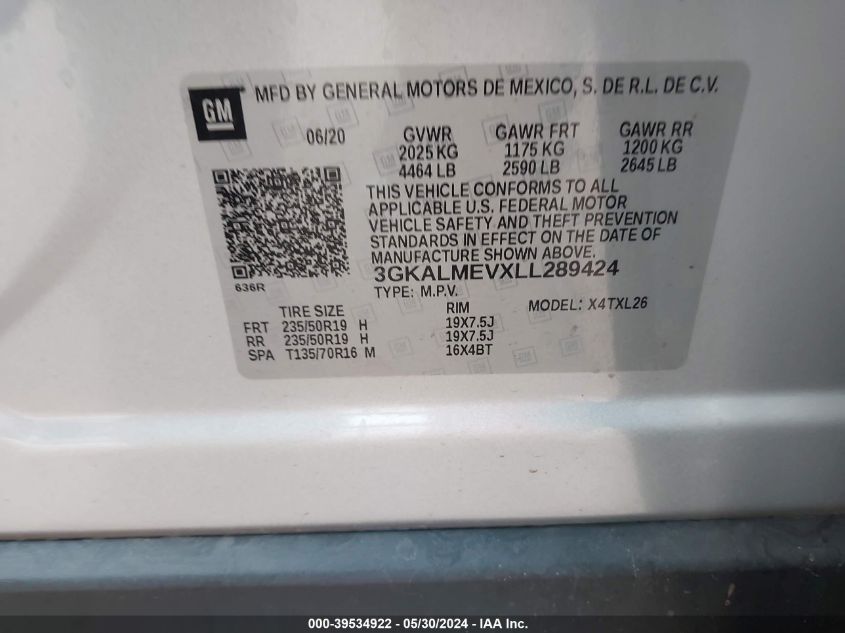 GM
MFD BY GENERAL MOTORS DE MEXICO, S. DE R.L. DE C.V.
06/20 GVWR GAWR FRT GAWR RR
2025 KG 1175 KG 1200 KG
4464 LB 2590 LB 2645 LB
THIS VEHICLE CONFORMS TO ALL
APPLICABLE U.S. FEDERAL MOTOR
VEHICLE SAFETY AND THEFT PREVENTION
STANDARDS IN EFFECT ON THE DATE OF
MANUFACTURE SHOWN ABOVE.
636R
3GKALMEVXLL289424
TYPE: M.P.V. MODEL: X4TXL26
TIRE SIZE RIM
FRT 235/50R19 H 19X7.5J
RR 235/50R19 H 19X7.5J
SPA T135/70R16 M 16X4BT
000-39534922 - 05/30/2024 - IAA Inc.